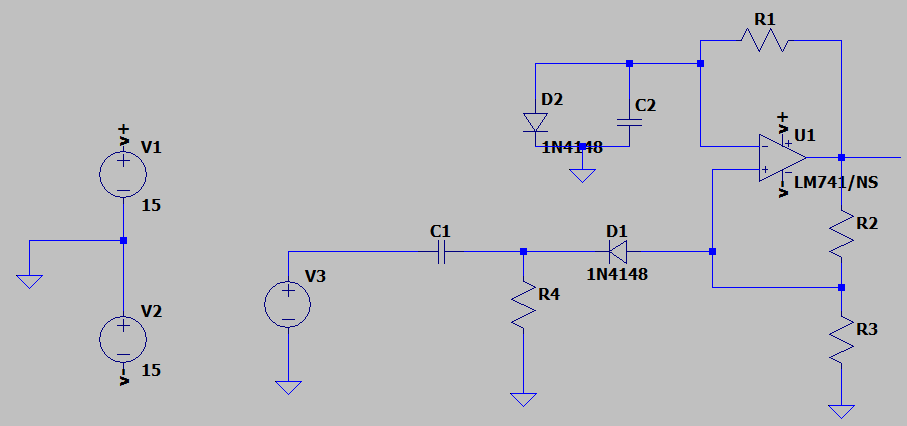 R1
D2
C2
1N4148
V+
U1
V-
LM741/NS
V+
V1
15
R2
C1
D1
1N4148
V3
R4
V2
15
V-
R3